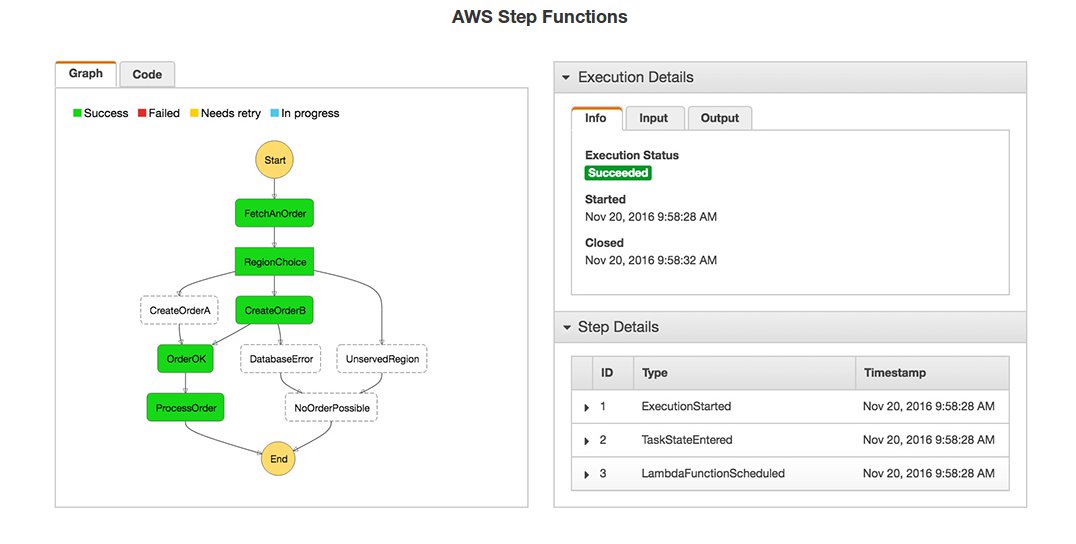 AWS Step Functions
Graph Code
Success Failed Needs retry In progress
Start
FetchAnOrder
RegionChoice
CreateOrderA CreateOrderB
OrderOK DatabaseError UnservedRegion
ProcessOrder NoOrderPossible
End
Execution Details
Info Input Output
Execution Status
Succeeded
Started
Nov 20, 2016 9:58:28 AM
Closed
Nov 20, 2016 9:58:32 AM
Step Details
ID Type Timestamp
1 ExecutionStarted Nov 20, 2016 9:58:28 AM
2 TaskStateEntered Nov 20, 2016 9:58:28 AM
3 LambdaFunctionScheduled Nov 20, 2016 9:58:28 AM